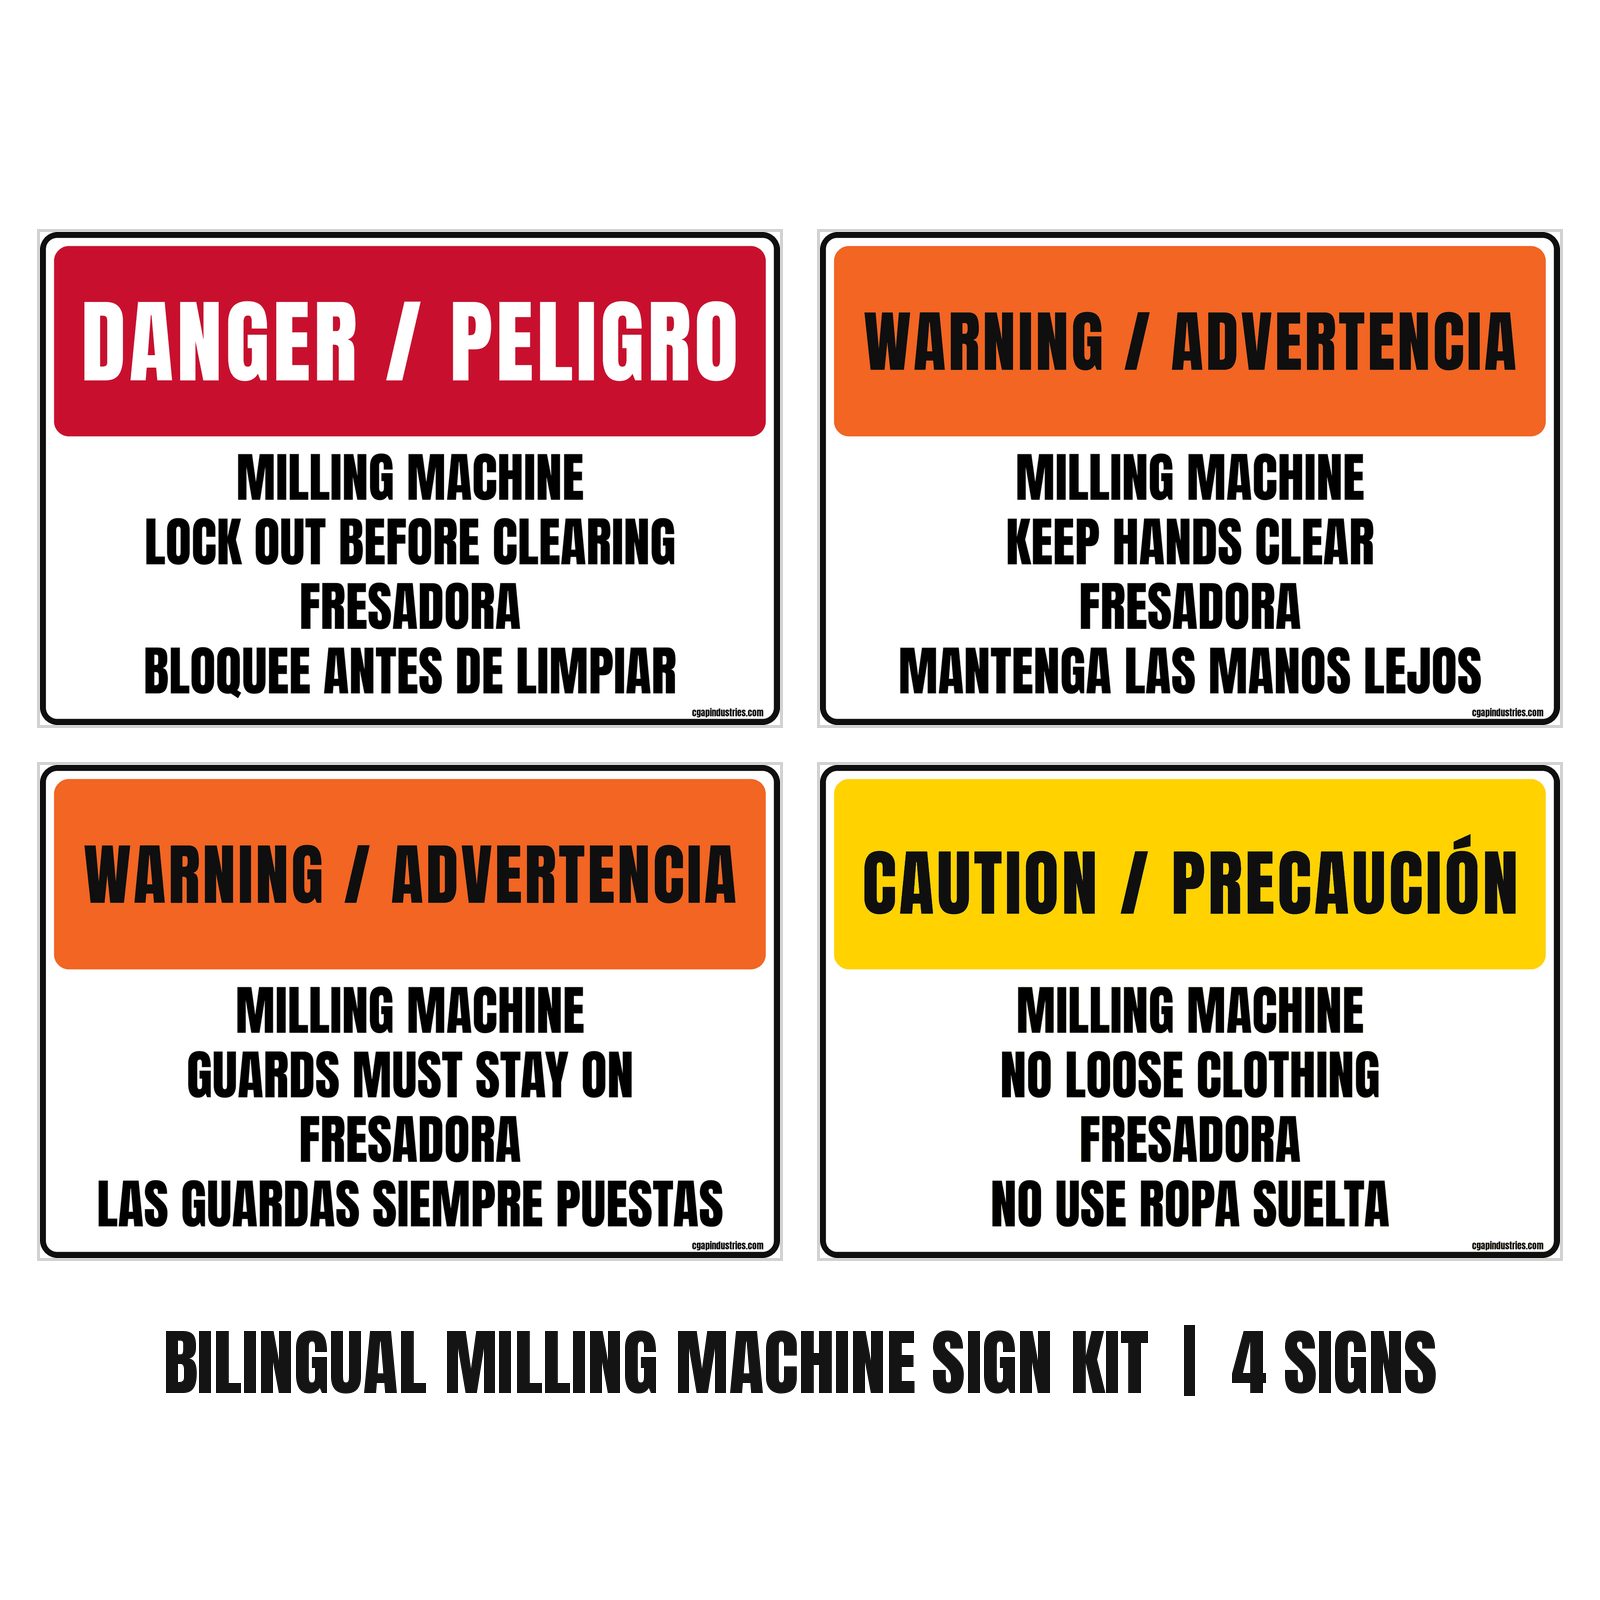 DANGER / PELIGRO
MILLING MACHINE
LOCK OUT BEFORE CLEARING
FRESADORA
BLOQUEE ANTES DE LIMPIAR
cgapindustries.com
WARNING / ADVERTENCIA
MILLING MACHINE
KEEP HANDS CLEAR
FRESADORA
MANTENGA LAS MANOS LEJOS
cgapindustries.com
WARNING / ADVERTENCIA
MILLING MACHINE
GUARDS MUST STAY ON
FRESADORA
LAS GUARDAS SIEMPRE PUESTAS
cgapindustries.com
CAUTION / PRECAUCIÓN
MILLING MACHINE
NO LOOSE CLOTHING
FRESADORA
NO USE ROPA SUELTA
cgapindustries.com
BILINGUAL MILLING MACHINE SIGN KIT | 4 SIGNS